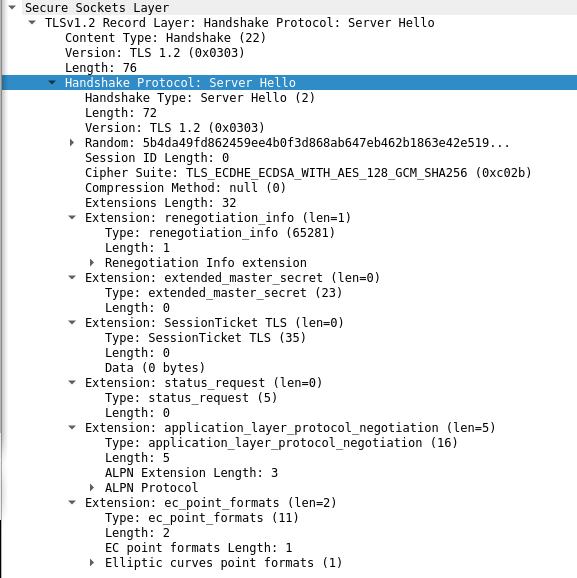 Secure Sockets Layer
TLSv1.2 Record Layer: Handshake Protocol: Server Hello
Content Type: Handshake (22)
Version: TLS 1.2 (0x0303)
Length: 76
Handshake Protocol: Server Hello
Handshake Type: Server Hello (2)
Length: 72
Version: TLS 1.2 (0x0303)
Random: 5b4da49fd862459ee4b0f3d868ab647eb462b1863e42e519...
Session ID Length: 0
Cipher Suite: TLS_ECDHE_ECDSA_WITH_AES_128_GCM_SHA256 (0xc02b)
Compression Method: null (0)
Extensions Length: 32
Extension: renegotiation_info (len=1)
Type: renegotiation_info (65281)
Length: 1
Renegotiation Info extension
Extension: extended_master_secret (len=0)
Type: extended_master_secret (23)
Length: 0
Extension: SessionTicket TLS (len=0)
Type: SessionTicket TLS (35)
Length: 0
Data (0 bytes)
Extension: status_request (len=0)
Type: status_request (5)
Length: 0
Extension: application_layer_protocol_negotiation (len=5)
Type: application_layer_protocol_negotiation (16)
Length: 5
ALPN Extension Length: 3
ALPN Protocol
Extension: ec_point_formats (len=2)
Type: ec_point_formats (11)
Length: 2
EC point formats Length: 1
Elliptic curves point formats (1)